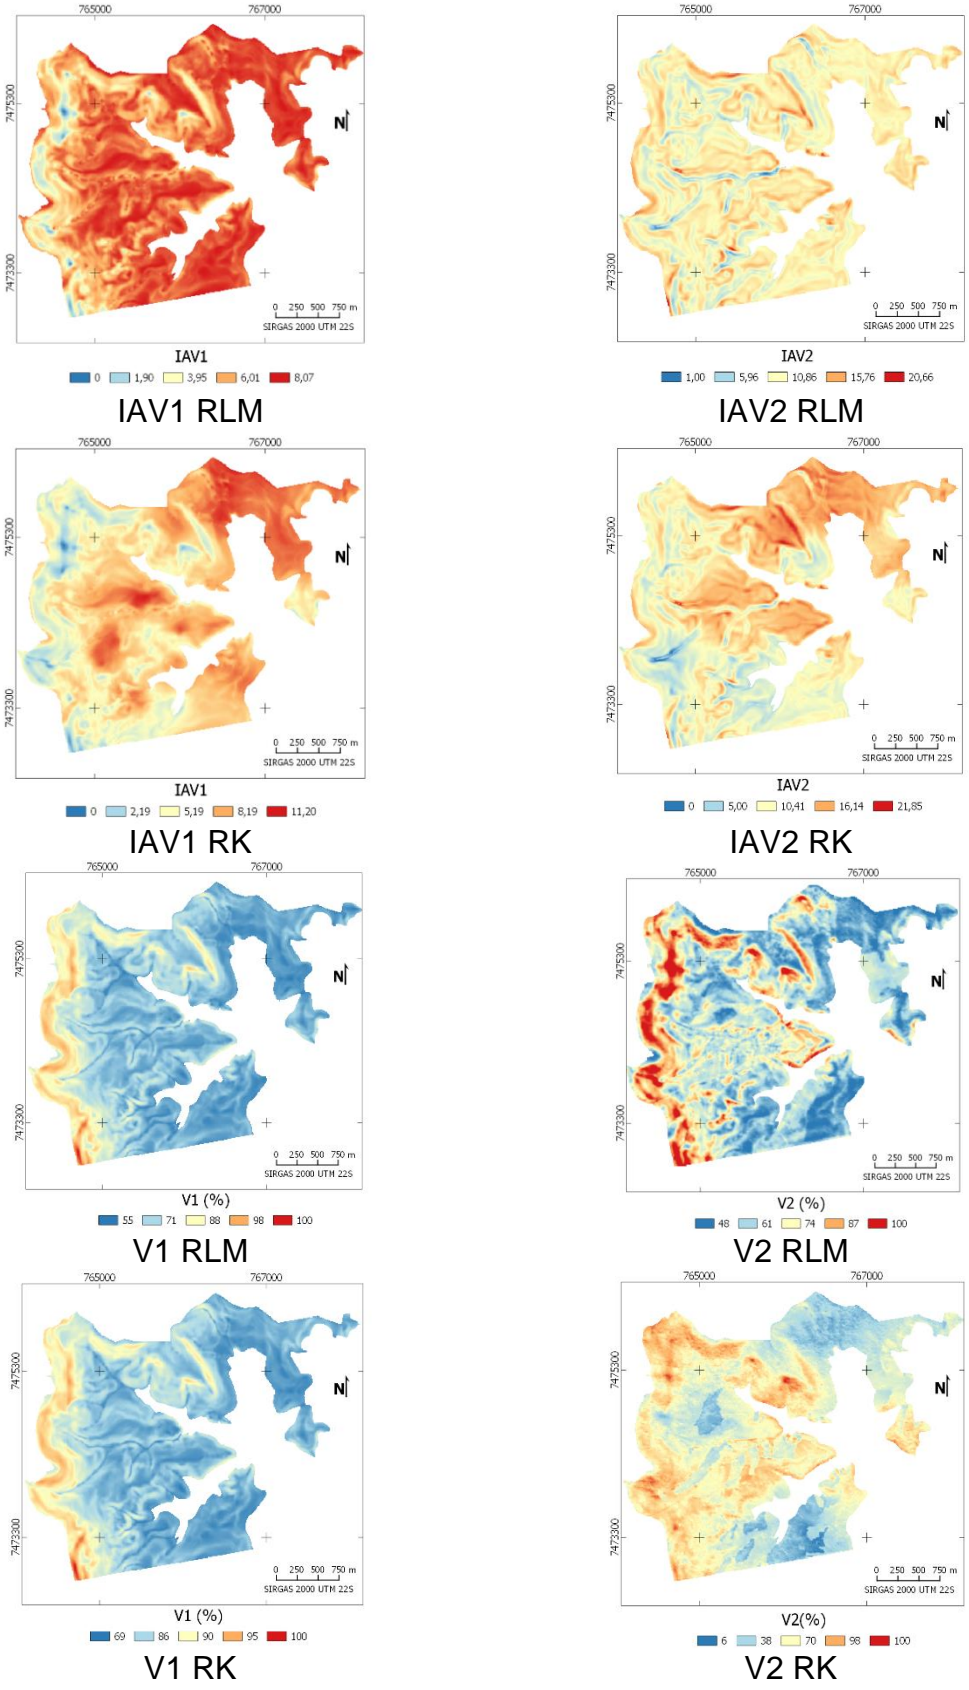 765000 767000
7475300
7473300
N
0 250 500 750 m
SIRGAS 2000 UTM 22S
IAV1
0 1,90 3,95 6,01 8,07
IAV1 RLM
765000 767000
7475300
7473300
N
0 250 500 750 m
SIRGAS 2000 UTM 22S
IAV2
1,00 5,96 10,86 15,76 20,66
IAV2 RLM
765000 767000
7475300
7473300
N
0 250 500 750 m
SIRGAS 2000 UTM 22S
IAV1
0 2,19 5,19 8,19 11,20
IAV1 RK
765000 767000
7475300
7473300
N
0 250 500 750 m
SIRGAS 2000 UTM 22S
IAV2
0 5,00 10,41 16,14 21,85
IAV2 RK
765000 767000
7475300
7473300
N
0 250 500 750 m
SIRGAS 2000 UTM 22S
V1 (%)
55 71 88 98 100
V1 RLM
765000 767000
7475300
7473300
N
0 250 500 750 m
SIRGAS 2000 UTM 22S
V2 (%)
48 61 74 87 100
V2 RLM
765000 767000
7475300
7473300
N
0 250 500 750 m
SIRGAS 2000 UTM 22S
V1 (%)
69 86 90 95 100
V1 RK
765000 767000
7475300
7473300
N
0 250 500 750 m
SIRGAS 2000 UTM 22S
V2(%)
6 38 70 98 100
V2 RK